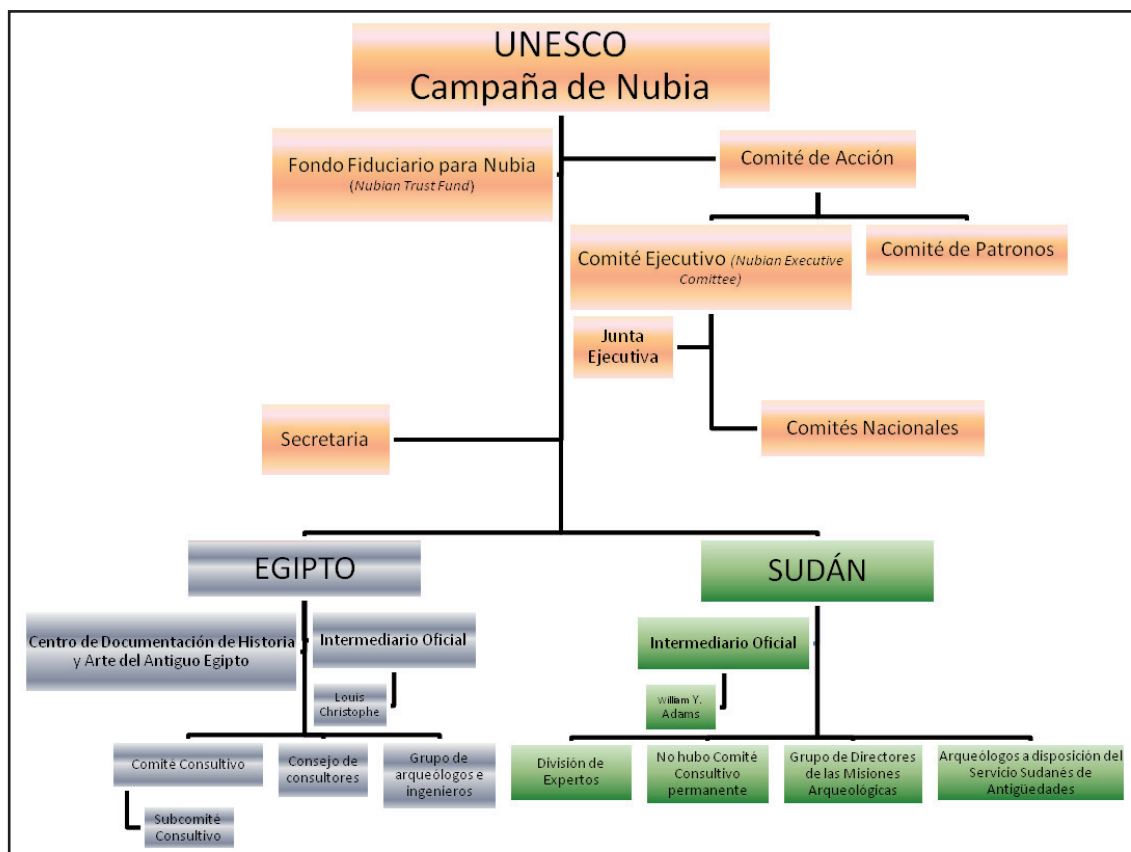 UNESCO
Campaña de Nubia
Fondo Fiduciario para Nubia
(Nubian Trust Fund)
Comité de Acción
Comité Ejecutivo (Nubian Executive
Comittee)
Comité de Patronos
Junta
Ejecutiva
Comités Nacionales
Secretaria
EGIPTO
SUDÁN
Centro de Documentación de Historia
y Arte del Antiguo Egipto
Intermediario Oficial
Louis
Christophe
Intermediario Oficial
William Y.
Adams
Comité Consultivo
Consejo de
consultores
Grupo de
arqueólogos e
ingenieros
Subcomité
Consultivo
División de
Expertos
No hubo Comité
Consultivo
permanente
Grupo de Directores
de las Misiones
Arqueológicas
Arqueólogos a disposición del
Servicio Sudanés de
Antigüedades